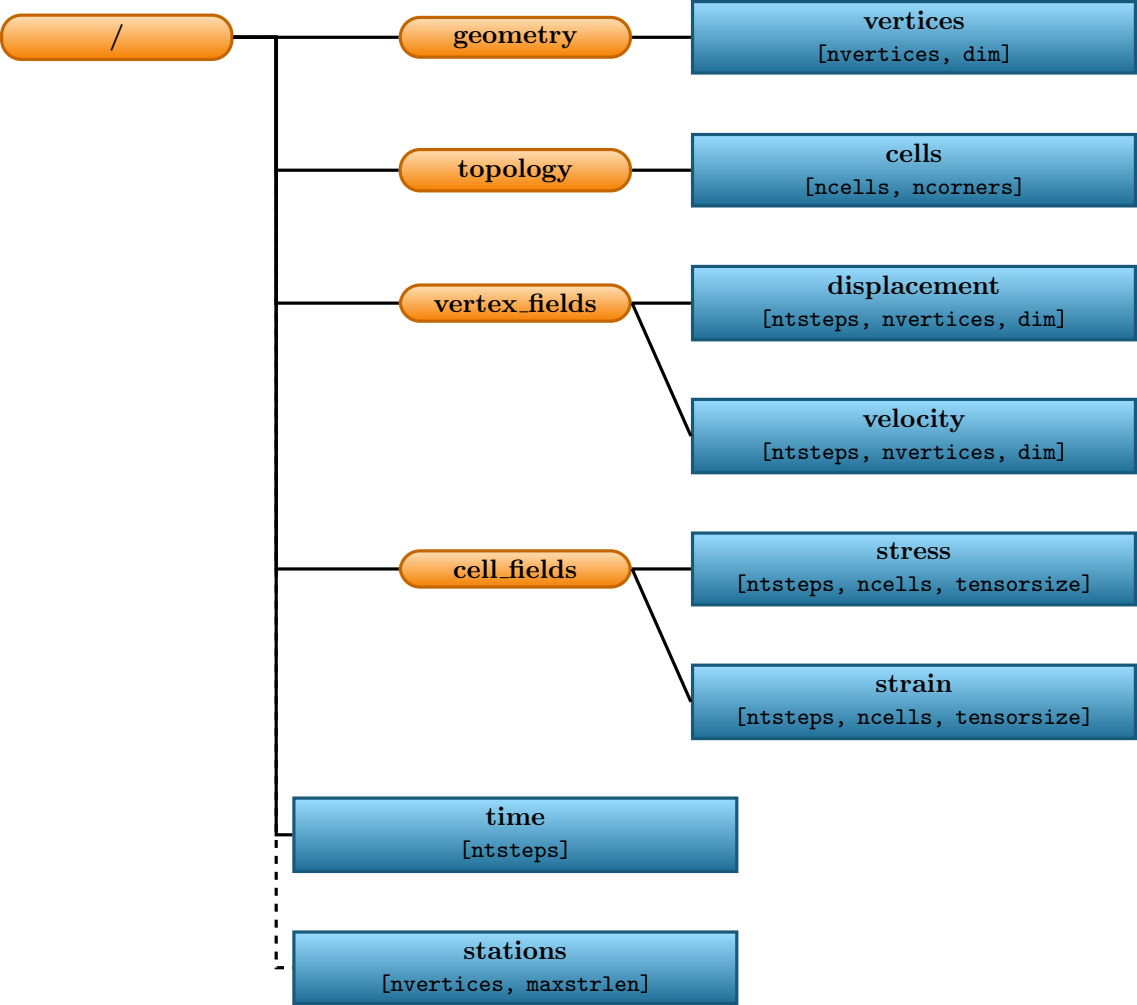 /
geometry
vertices
[nvertices, dim]
topology
cells
[ncells, ncorners]
vertex_fields
displacement
[ntsteps, nvertices, dim]
velocity
[ntsteps, nvertices, dim]
cell_fields
stress
[ntsteps, ncells, tensorsize]
strain
[ntsteps, ncells, tensorsize]
time
[ntsteps]
stations
[nvertices, maxstrlen]